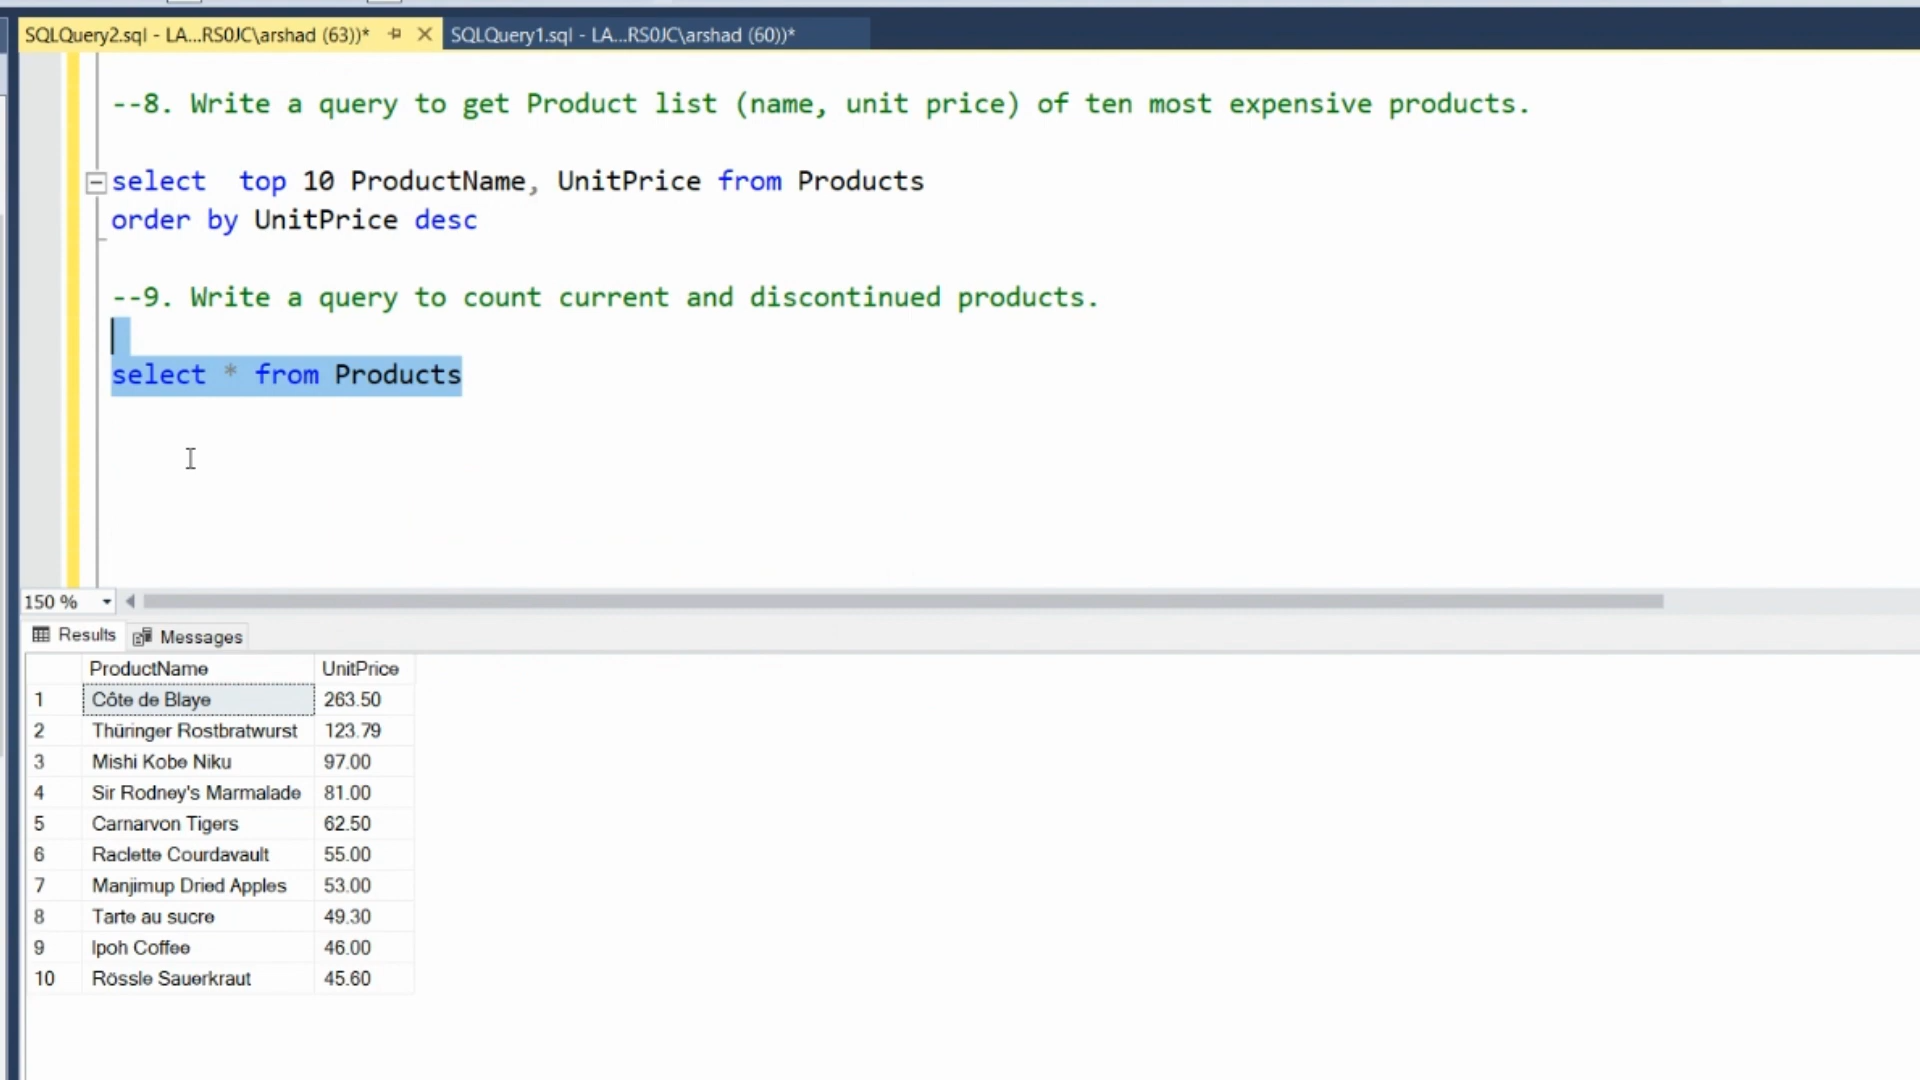 SQLQuery2.sql - LA...RS0JC\arshad (63))* SQLQuery1.sql - LA...RS0JC\arshad (60))*
--8. Write a query to get Product list (name, unit price) of ten most expensive products.
select  top 10 ProductName, UnitPrice from Products
order by UnitPrice desc
--9. Write a query to count current and discontinued products.
select * from Products
150 %
Results Messages
ProductName UnitPrice
1 Côte de Blaye 263.50
2 Thüringer Rostbratwurst 123.79
3 Mishi Kobe Niku 97.00
4 Sir Rodney's Marmalade 81.00
5 Carnarvon Tigers 62.50
6 Raclette Courdavault 55.00
7 Manjimup Dried Apples 53.00
8 Tarte au sucre 49.30
9 Ipoh Coffee 46.00
10 Rössle Sauerkraut 45.60